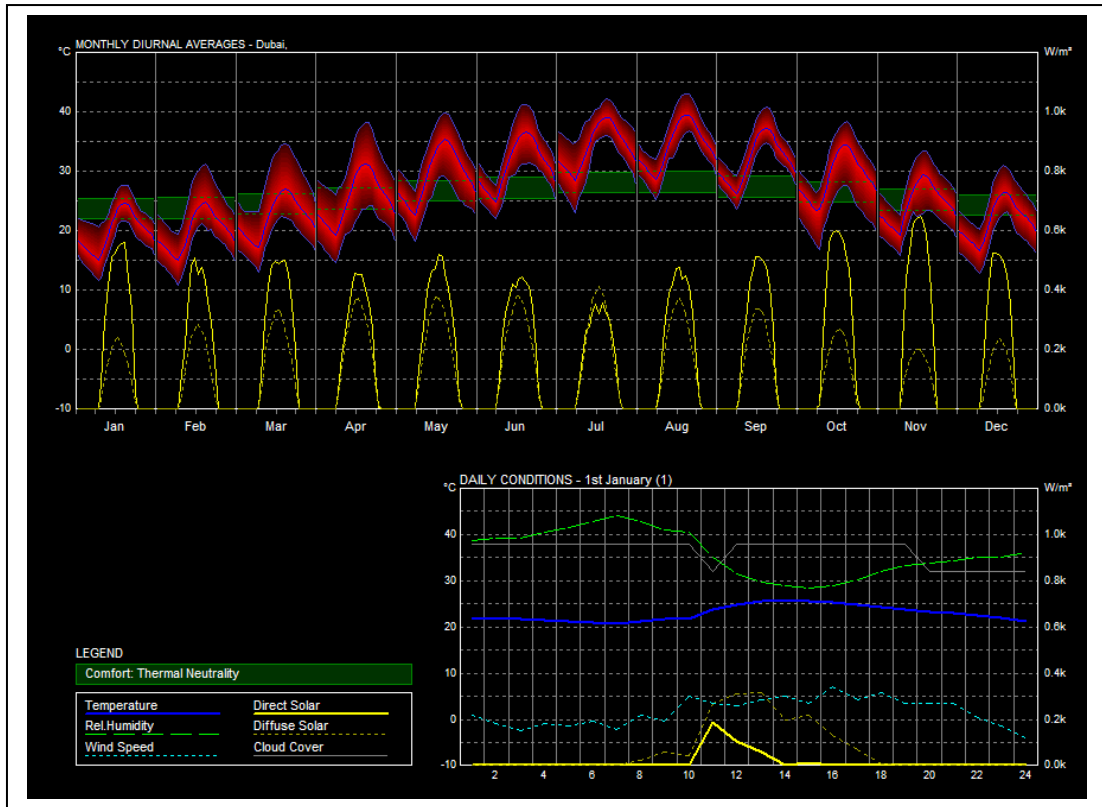 MONTHLY DIURNAL AVERAGES - Dubai,
°C
W/m²
40
1.0k
30
0.8k
20
0.6k
10
0.4k
0
0.2k
-10
0.0k
Jan Feb Mar Apr May Jun Jul Aug Sep Oct Nov Dec
DAILY CONDITIONS - 1st January (1)
°C
W/m²
40
1.0k
30
0.8k
20
0.6k
10
0.4k
0
0.2k
-10
0.0k
2 4 6 8 10 12 14 16 18 20 22 24
LEGEND
Comfort: Thermal Neutrality
Temperature Direct Solar
Rel.Humidity Diffuse Solar
Wind Speed Cloud Cover